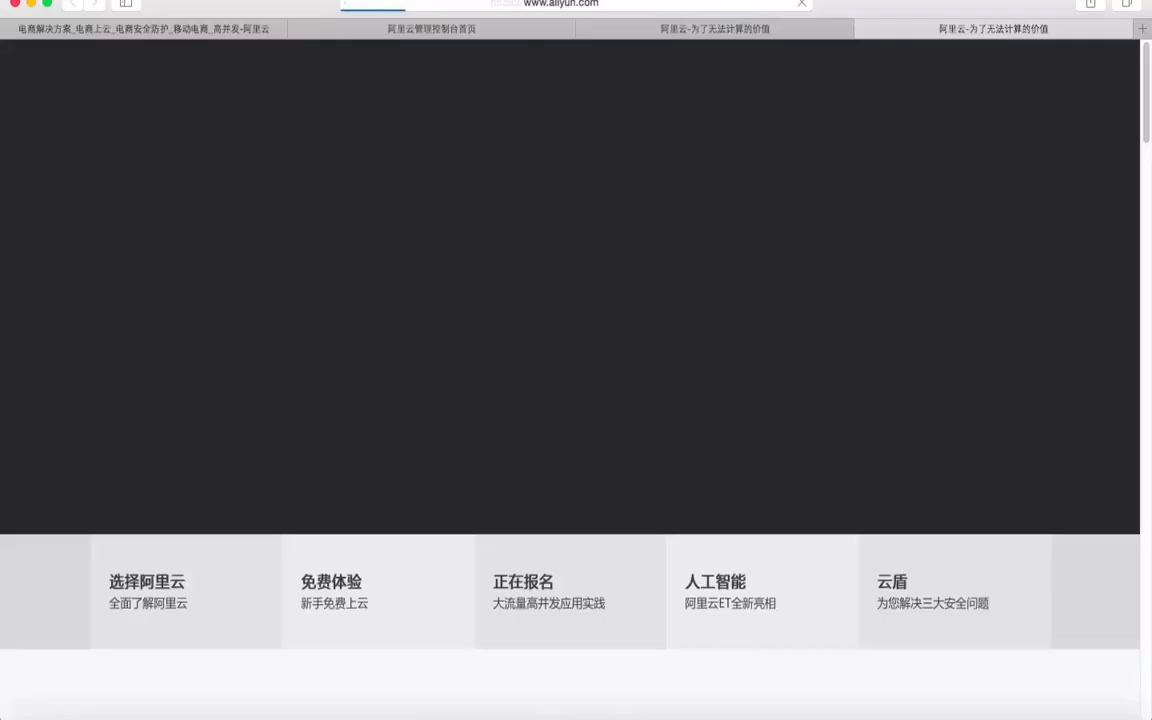 www.aliyun.com
电商解决方案_电商上云_电商安全防护_移动电商_高并发-阿里云
阿里云管理控制台首页
阿里云-为了无法计算的价值
阿里云-为了无法计算的价值
选择阿里云
全面了解阿里云
免费体验
新手免费上云
正在报名
大流量高并发应用实践
人工智能
阿里云ET全新亮相
云盾
为您解决三大安全问题